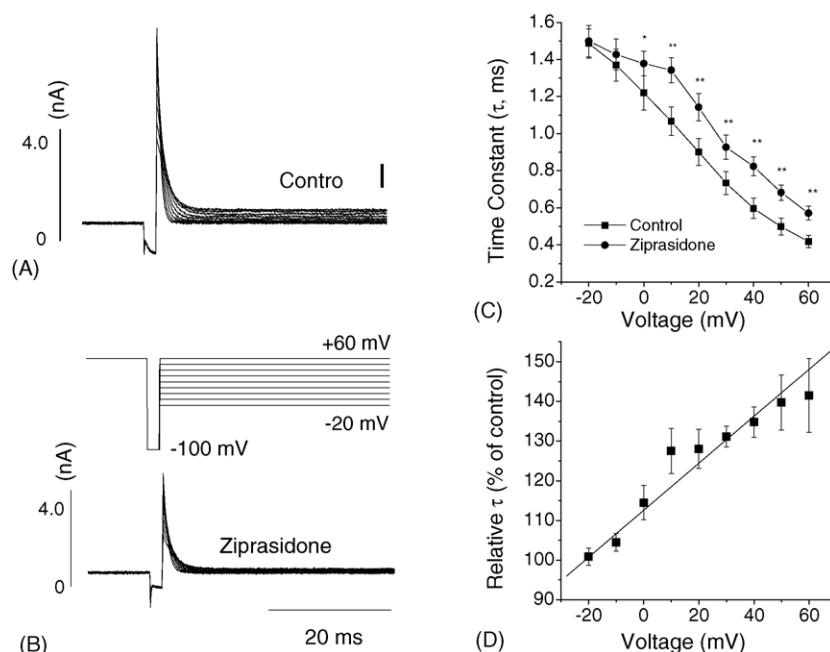 (nA)
4.0
0
Contro
(A)
+60 mV
-20 mV
-100 mV
(nA)
4.0
0
Ziprasidone
20 ms
(B)
Time Constant (τ, ms)
1.6
1.4
1.2
1.0
0.8
0.6
0.4
0.2
*
**
**
**
**
**
**
Control
Ziprasidone
-20 0 20 40 60
Voltage (mV)
(C)
Relative τ (% of control)
150
140
130
120
110
100
90
-20 0 20 40 60
Voltage (mV)
(D)